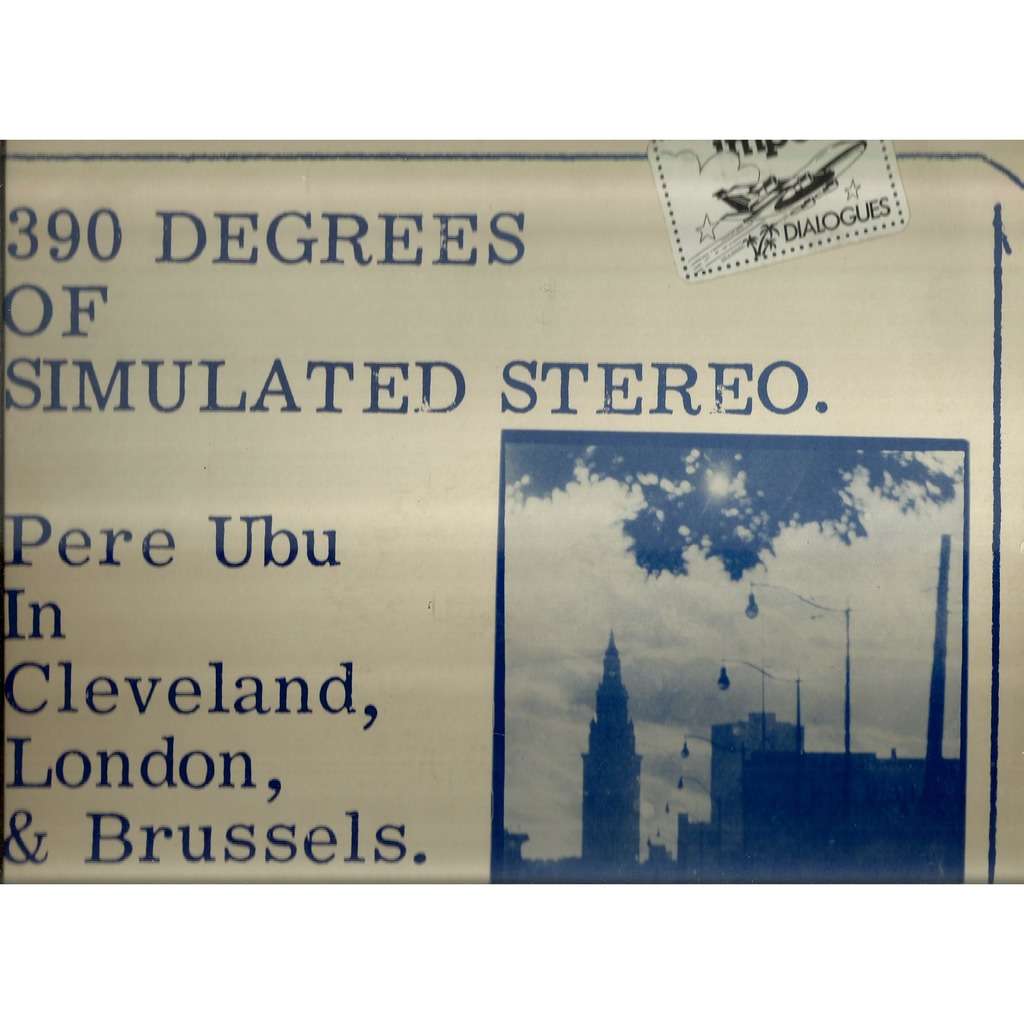 390 DEGREES
OF
SIMULATED STEREO.
DIALOGUES
Pere Ubu
In
Cleveland,
London,
& Brussels.